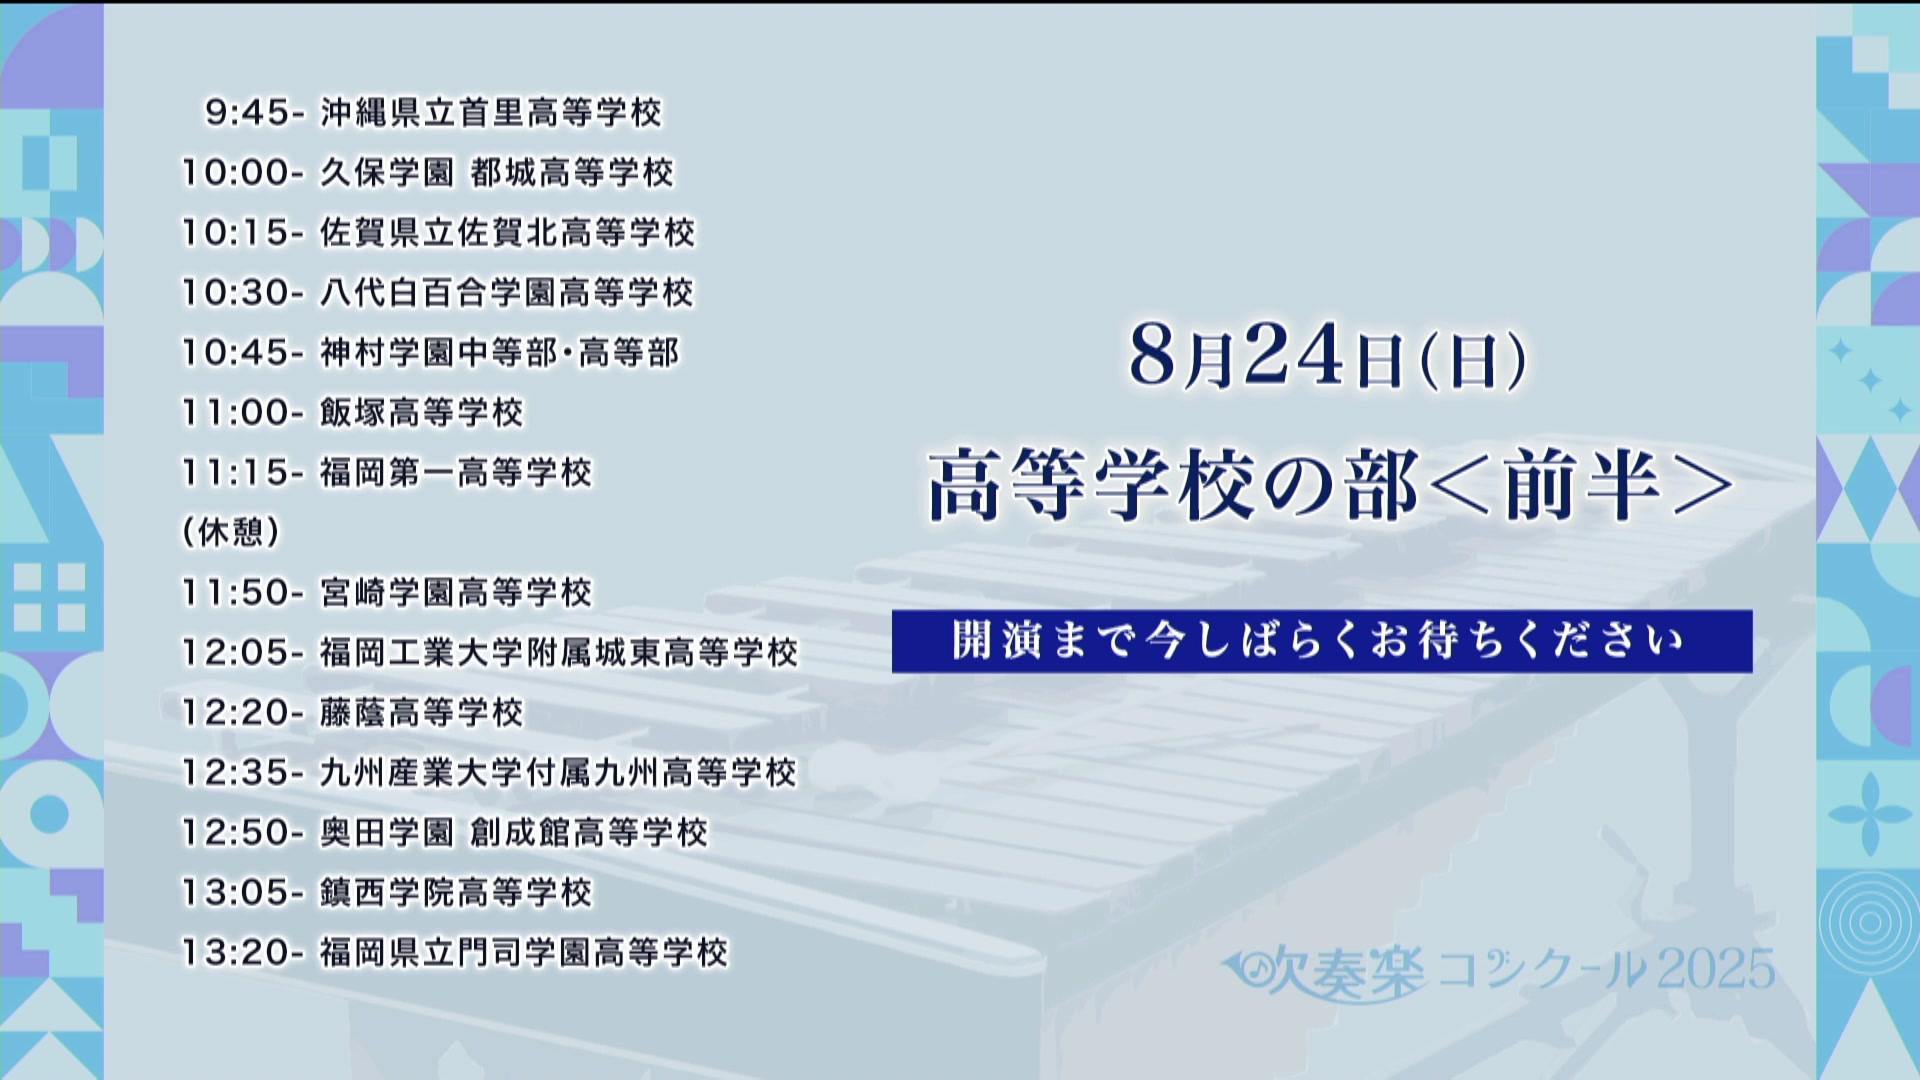 9:45- 沖縄県立首里高等学校
10:00- 久保学園 都城高等学校
10:15- 佐賀県立佐賀北高等学校
10:30- 八代白百合学園高等学校
10:45- 神村学園中等部･高等部
11:00- 飯塚高等学校
11:15- 福岡第一高等学校
(休憩)
11:50- 宮崎学園高等学校
12:05- 福岡工業大学附属城東高等学校
12:20- 藤蔭高等学校
12:35- 九州産業大学付属九州高等学校
12:50- 奥田学園 創成館高等学校
13:05- 鎮西学院高等学校
13:20- 福岡県立門司学園高等学校
8月24日(日)
高等学校の部＜前半＞
開演まで今しばらくお待ちください
吹奏楽コンクール2025